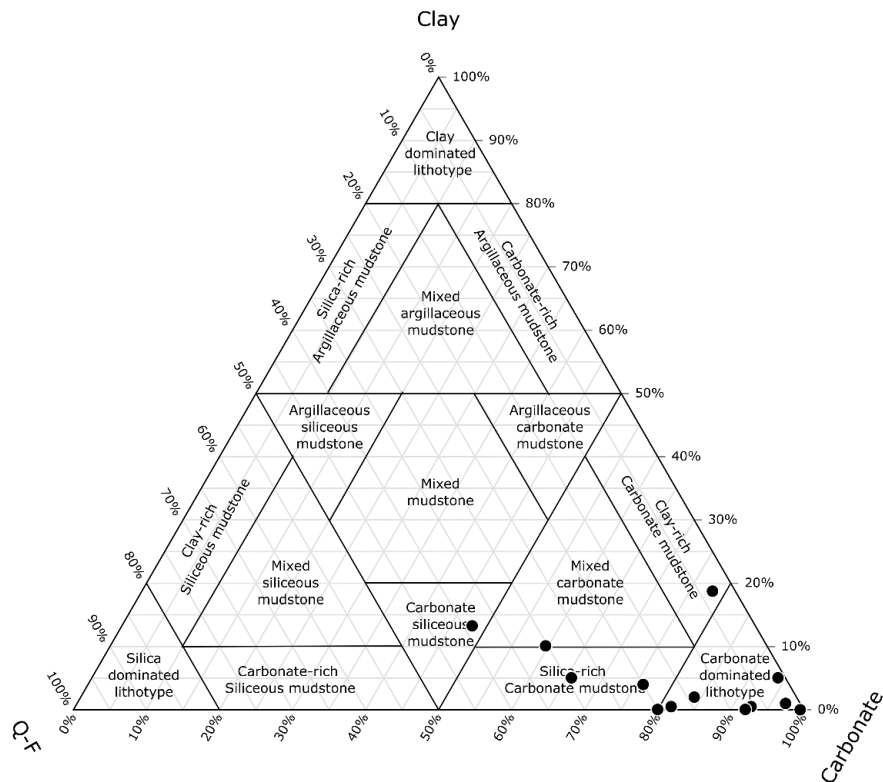 Clay
0%
100%
10%
90%
Clay
dominated
lithotype
20%
80%
30%
70%
Silica-rich
Argillaceous mudstone
Carbonate-rich
Argillaceous mudstone
Mixed
argillaceous
mudstone
40%
60%
50%
50%
Argillaceous
siliceous
mudstone
Argillaceous
carbonate
mudstone
60%
40%
Mixed
mudstone
70%
30%
Clay-rich
Siliceous mudstone
Clay-rich
Carbonate mudstone
80%
20%
Mixed
siliceous
mudstone
Mixed
carbonate
mudstone
Carbonate
siliceous
mudstone
90%
10%
Silica
dominated
lithotype
Carbonate-rich
Siliceous mudstone
Silica-rich
Carbonate mudstone
Carbonate
dominated
lithotype
100%
0%
0%
10%
20%
30%
40%
50%
60%
70%
80%
90%
100%
Q-F
Carbonate